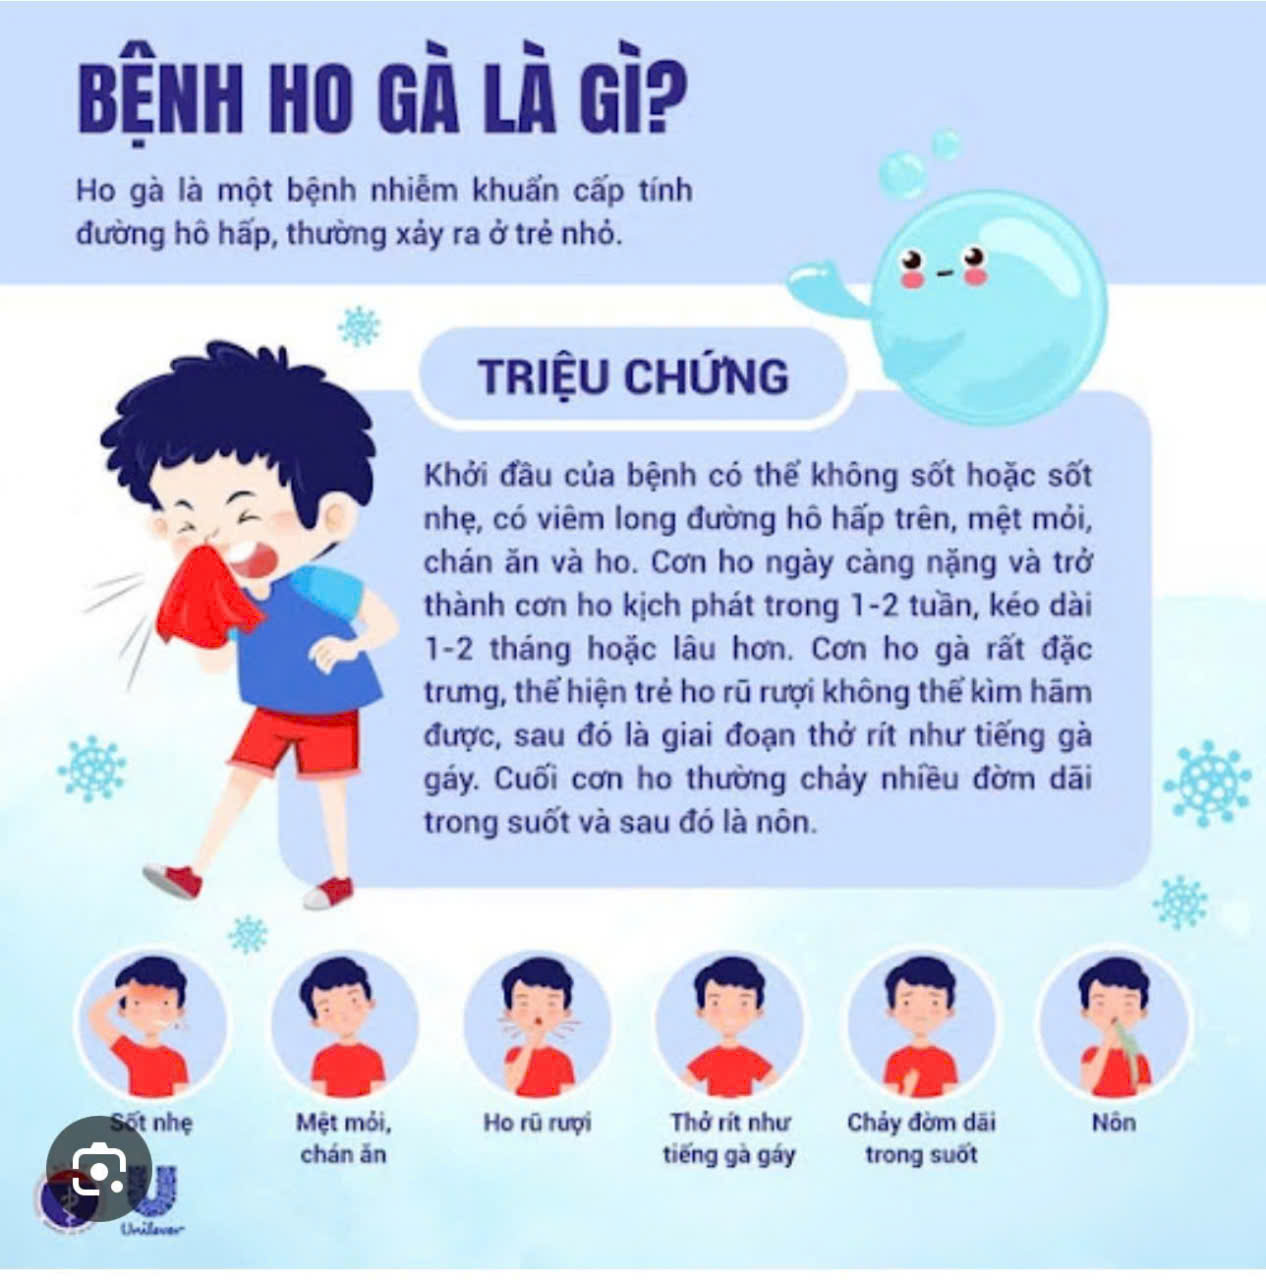 BỆNH HO GÀ LÀ GÌ?
Ho gà là một bệnh nhiễm khuẩn cấp tính
đường hô hấp, thường xảy ra ở trẻ nhỏ.
TRIỆU CHỨNG
Khởi đầu của bệnh có thể không sốt hoặc sốt
nhẹ, có viêm long đường hô hấp trên, mệt mỏi,
chán ăn và ho. Cơn ho ngày càng nặng và trở
thành cơn ho kịch phát trong 1-2 tuần, kéo dài
1-2 tháng hoặc lâu hơn. Cơn ho gà rất đặc
trưng, thể hiện trẻ ho rũ rượi không thể kìm hãm
được, sau đó là giai đoạn thở rít như tiếng gà
gáy. Cuối cơn ho thường chảy nhiều đờm dãi
trong suốt và sau đó là nôn.
Sốt nhẹ
Mệt mỏi,
chán ăn
Ho rũ rượi
Thở rít như
tiếng gà gáy
Chảy đờm dãi
trong suốt
Nôn
Unilever